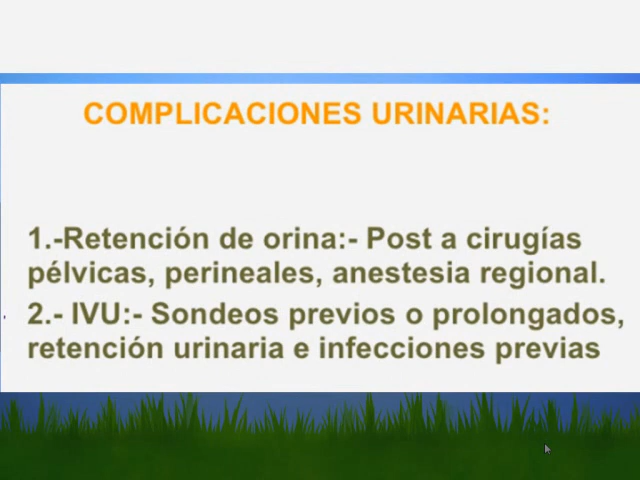 COMPLICACIONES URINARIAS:
1.-Retención de orina:- Post a cirugías
pélvicas, perineales, anestesia regional.
2.- IVU:- Sondeos previos o prolongados,
retención urinaria e infecciones previas